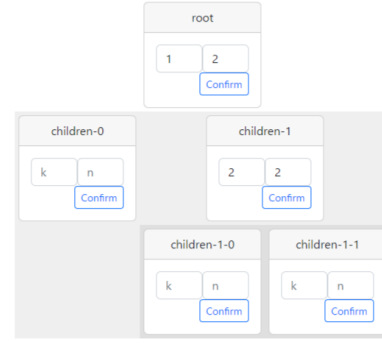 root
1 2
Confirm
children-0 children-1
k n 2 2
Confirm Confirm
children-1-0 children-1-1
k n k n
Confirm Confirm